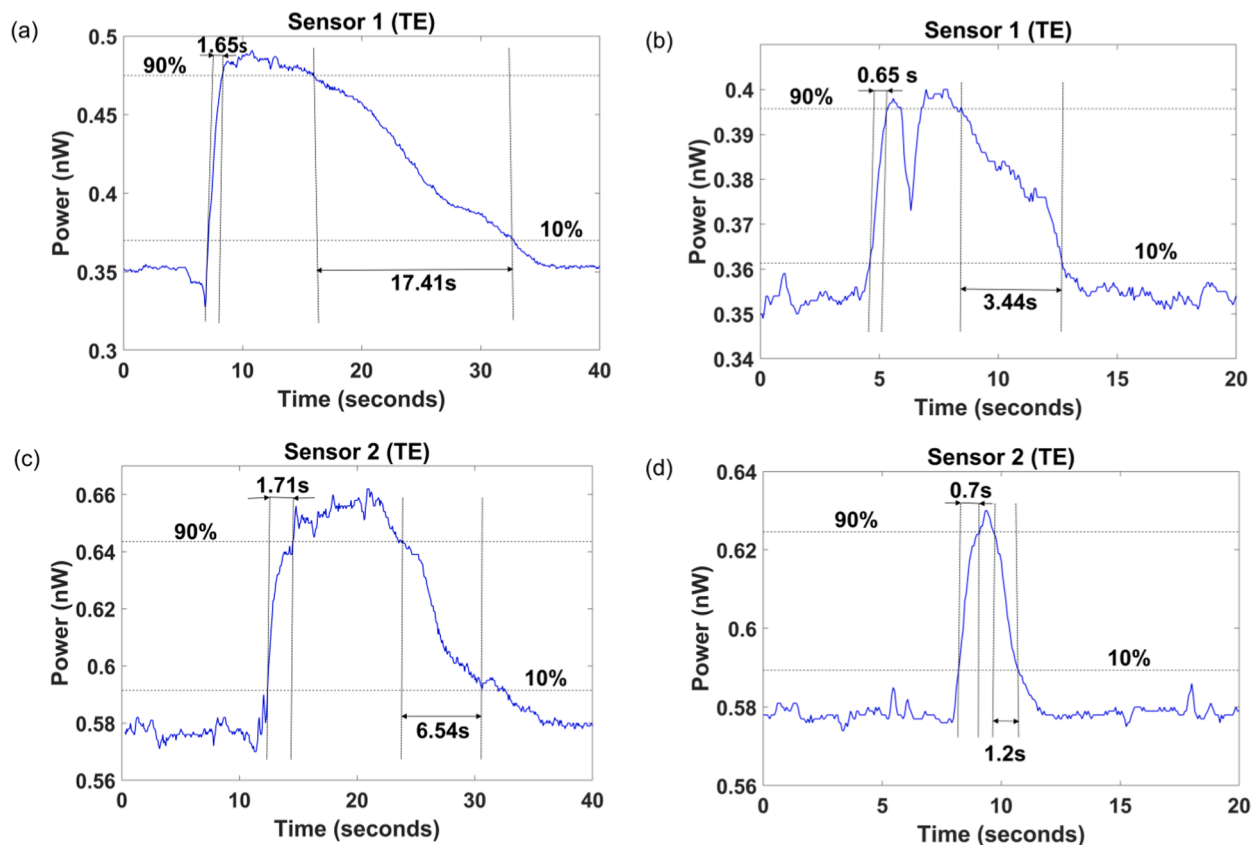 (a)
Sensor 1 (TE)
1.65s
90%
10%
17.41s
0.5
0.45
0.4
0.35
0.3
Power (nW)
0 10 20 30 40
Time (seconds)
(b)
Sensor 1 (TE)
0.65 s
90%
10%
3.44s
0.4
0.39
0.38
0.37
0.36
0.35
0.34
Power (nW)
0 5 10 15 20
Time (seconds)
(c)
Sensor 2 (TE)
1.71s
90%
10%
6.54s
0.66
0.64
0.62
0.6
0.58
0.56
Power (nW)
0 10 20 30 40
Time (seconds)
(d)
Sensor 2 (TE)
0.7s
90%
10%
1.2s
0.64
0.62
0.6
0.58
0.56
Power (nW)
0 5 10 15 20
Time (seconds)